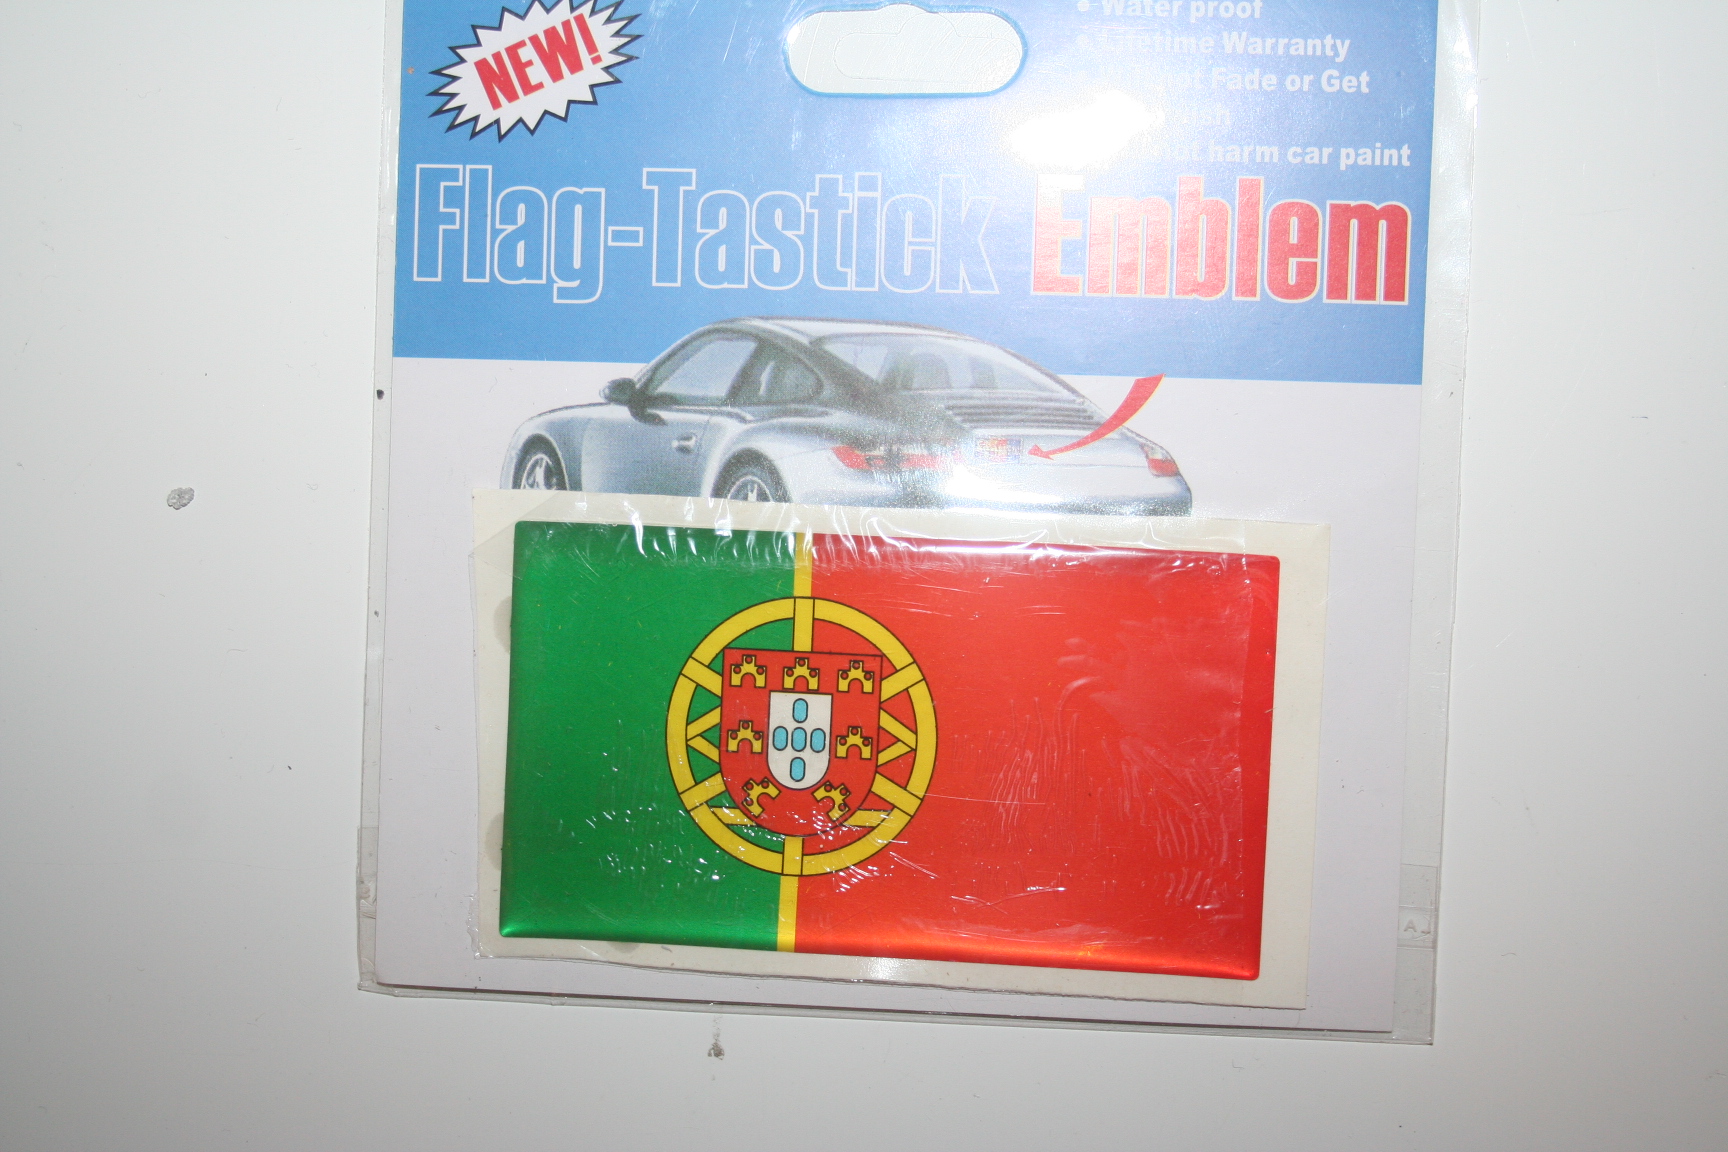 NEW!
• Water proof
• Lifetime Warranty
Fade or Get
harm car paint
Flag-Tastick Emblem
A